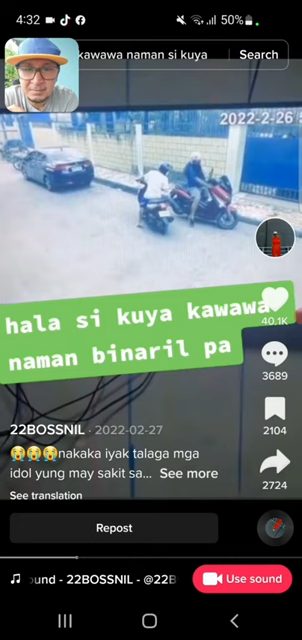 4:32
50%
kawawa naman si kuya
Search
2022-2-26
hala si kuya kawawa
naman binaril pa
40.1K
3689
2104
2724
22BOSSNIL · 2022-02-27
😭😭😭nakaka iyak talaga mga
idol yung may sakit sa... See more
See translation
Repost
ound - 22BOSSNIL - @22B
Use sound